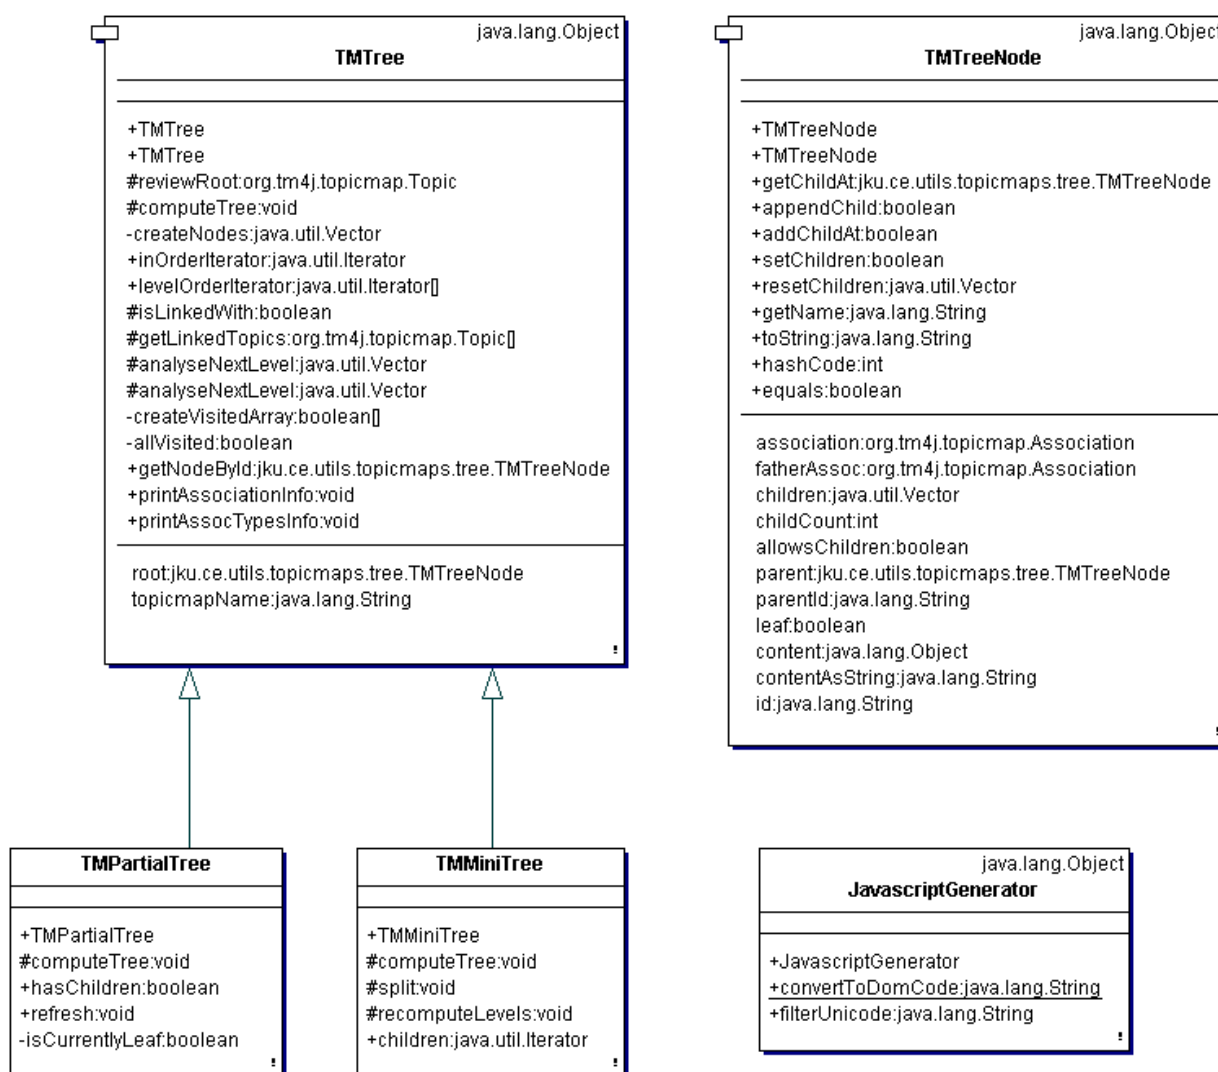 java.lang.Object
TMTree
+TMTree
+TMTree
#reviewRoot:org.tm4j.topicmap.Topic
#computeTree:void
-createNodes:java.util.Vector
+inOrderIterator:java.util.Iterator
+levelOrderIterator:java.util.Iterator[]
#isLinkedWith:boolean
#getLinkedTopics:org.tm4j.topicmap.Topic[]
#analyseNextLevel:java.util.Vector
#analyseNextLevel:java.util.Vector
-createVisitedArray:boolean[]
-allVisited:boolean
+getNodeById:jku.ce.utils.topicmaps.tree.TMTreeNode
+printAssociationInfo:void
+printAssocTypesInfo:void
root:jku.ce.utils.topicmaps.tree.TMTreeNode
topicmapName:java.lang.String
java.lang.Object
TMTreeNode
+TMTreeNode
+TMTreeNode
+getChildAt:jku.ce.utils.topicmaps.tree.TMTreeNode
+appendChild:boolean
+addChildAt:boolean
+setChildren:boolean
+resetChildren:java.util.Vector
+getName:java.lang.String
+toString:java.lang.String
+hashCode:int
+equals:boolean
association:org.tm4j.topicmap.Association
fatherAssoc:org.tm4j.topicmap.Association
children:java.util.Vector
childCount:int
allowsChildren:boolean
parent:jku.ce.utils.topicmaps.tree.TMTreeNode
parentId:java.lang.String
leaf:boolean
content:java.lang.Object
contentAsString:java.lang.String
id:java.lang.String
TMPartialTree
+TMPartialTree
#computeTree:void
+hasChildren:boolean
+refresh:void
-isCurrentlyLeaf:boolean
TMMiniTree
+TMMiniTree
#computeTree:void
#split:void
#recomputeLevels:void
+children:java.util.Iterator
java.lang.Object
JavascriptGenerator
+JavascriptGenerator
+convertToDomCode:java.lang.String
+filterUnicode:java.lang.String